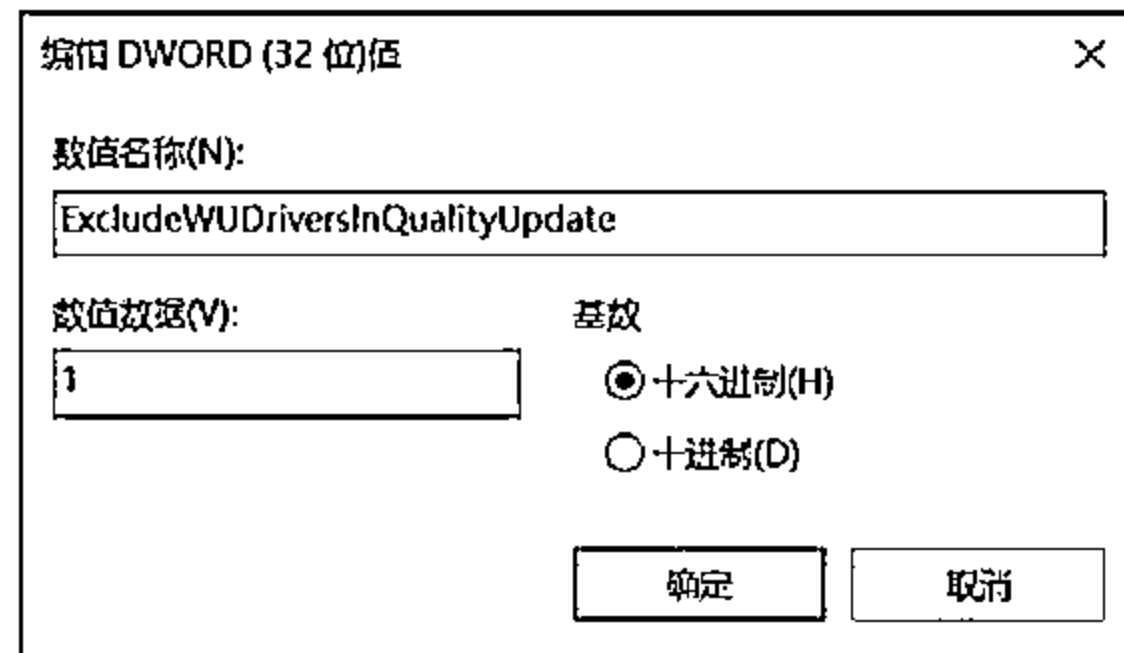 编辑 DWORD (32 位)值
数值名称(N):
ExcludeWUDriversInQualityUpdate
数值数据(V):
基数
1
十六进制(H)
十进制(D)
确定
取消